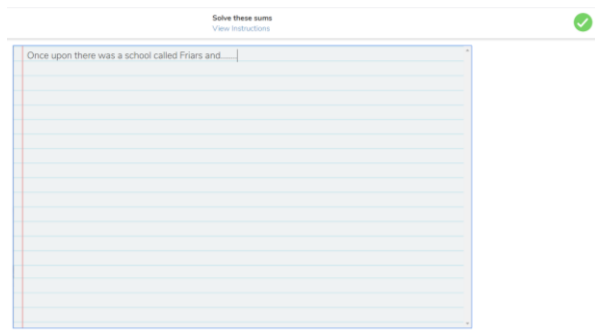 Solve these sums
View Instructions
Once upon there was a school called Friars and......